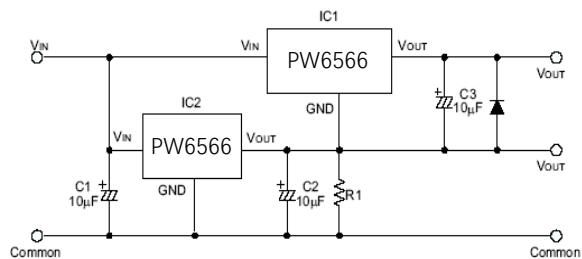 IC1
VIN
VIN
PW6566
VOUT
VOUT
GND
C3
10μF
IC2
VIN
PW6566
VOUT
VOUT
GND
C1
10μF
C2
10μF
R1
Common
Common
+
+
+